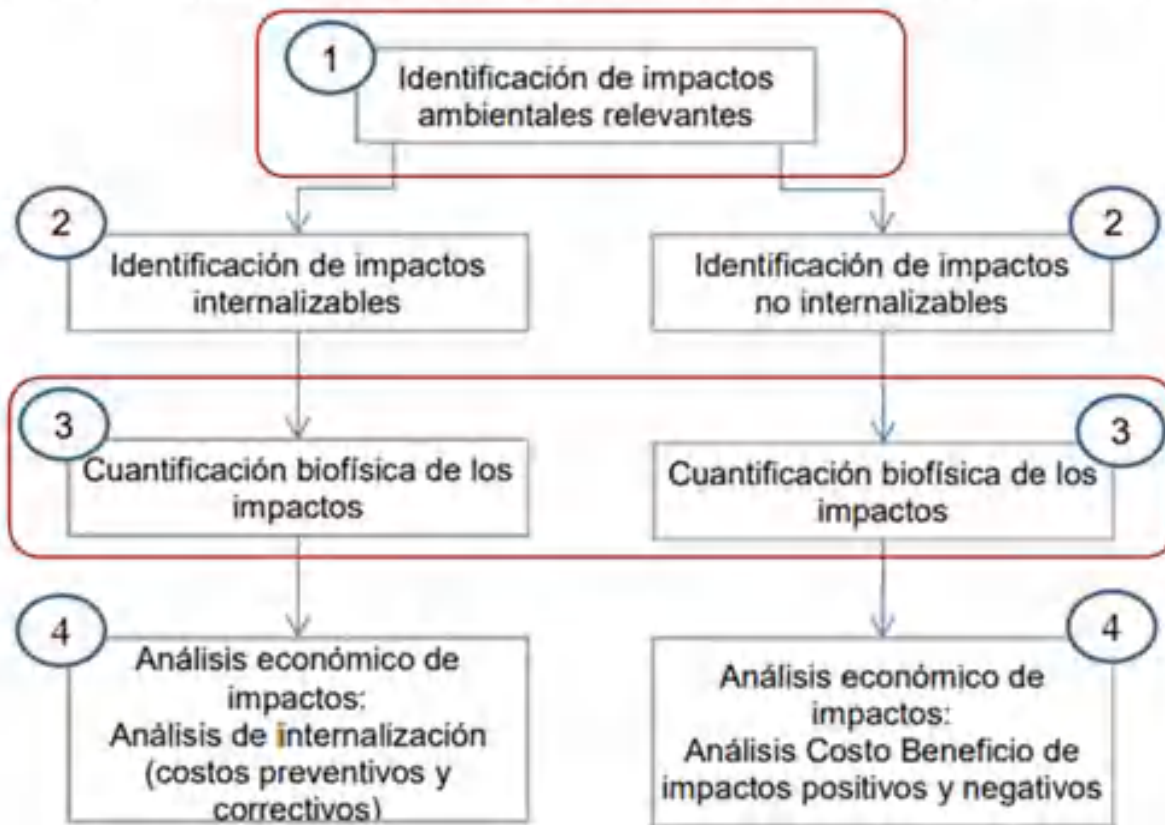 1
Identificación de impactos
ambientales relevantes
2
Identificación de impactos
internalizables
2
Identificación de impactos
no internalizables
3
Cuantificación biofísica de los
impactos
3
Cuantificación biofísica de los
impactos
4
Análisis económico de
impactos:
Análisis de internalización
(costos preventivos y
correctivos)
4
Análisis económico de
impactos:
Análisis Costo Beneficio de
impactos positivos y negativos